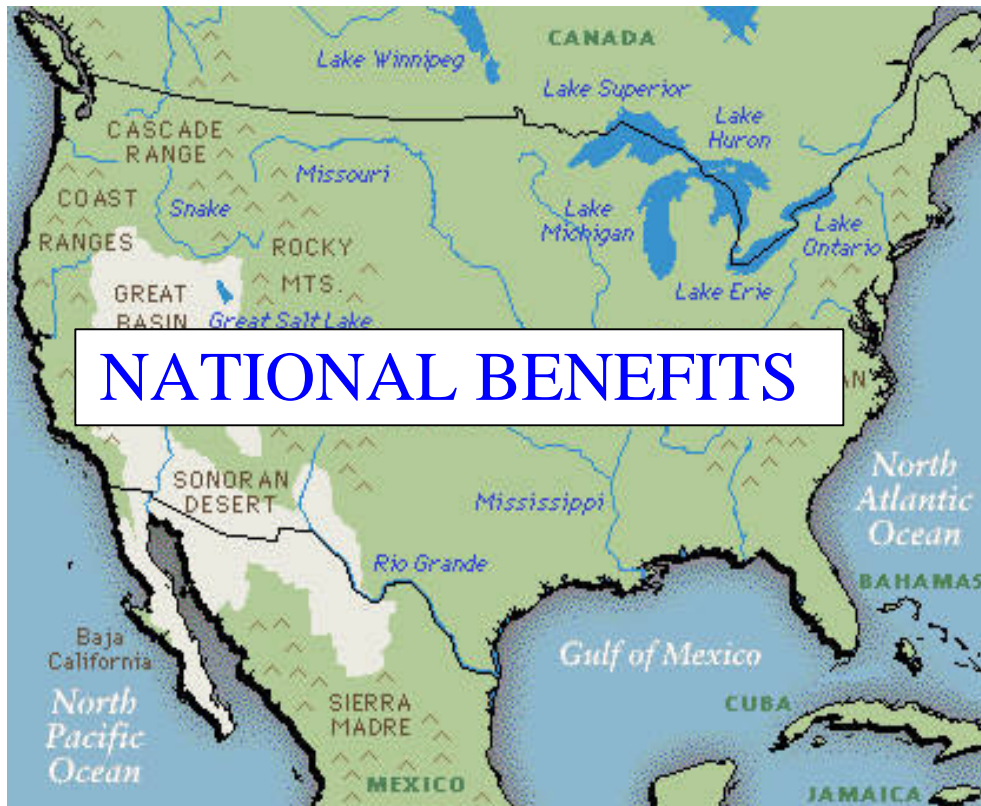 CANADA
Lake Winnipeg
Lake Superior
Lake
Huron
CASCADE
RANGE
Missouri
COAST
RANGES
Snake
Lake
Michigan
Lake
Ontario
ROCKY
MTS.
GREAT
BASIN
Lake Erie
Great Salt Lake
NATIONAL BENEFITS
SONORAN
DESERT
Mississippi
North
Atlantic
Ocean
Rio Grande
BAHAMAS
Baja
California
Gulf of Mexico
North
Pacific
Ocean
SIERRA
MADRE
CUBA
MEXICO
JAMAICA